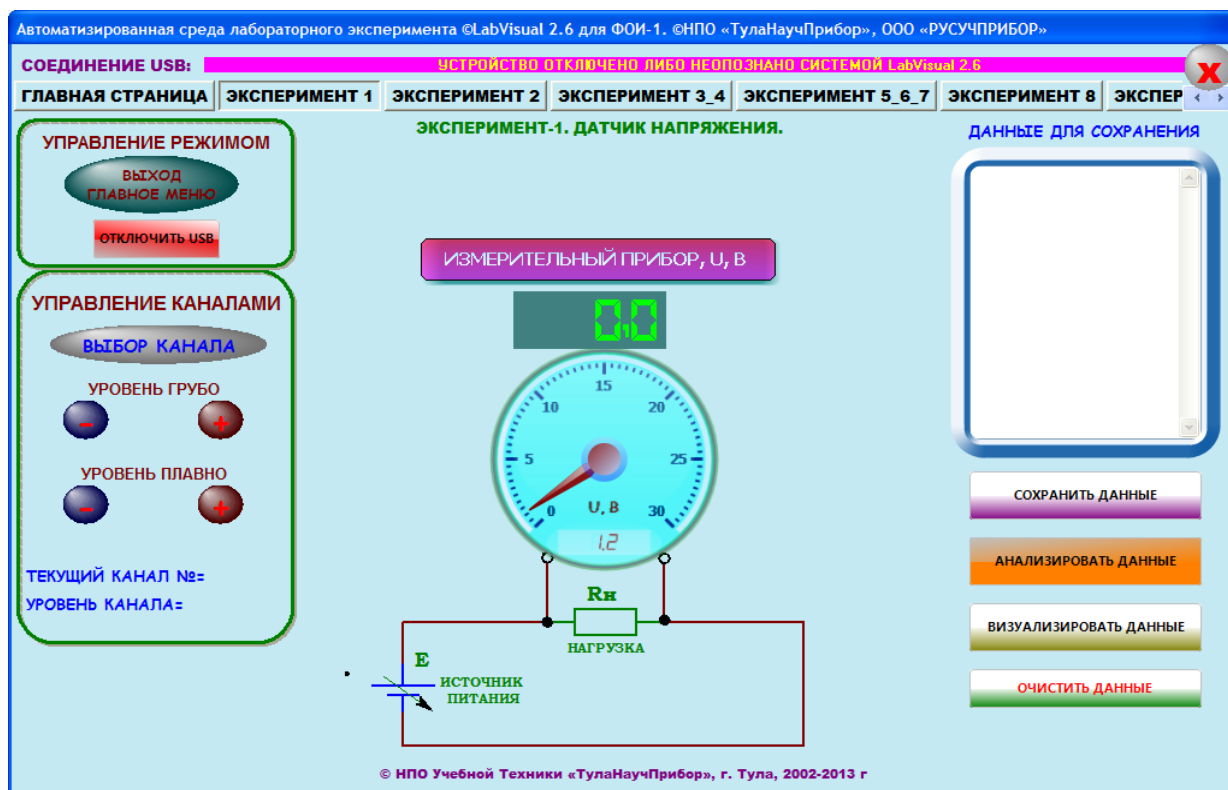 Автоматизированная среда лабораторного эксперимента ©LabVisual 2.6 для ФОИ-1. ©НПО «ТулаНаучПрибор», ООО «РУСУЧПРИБОР»
СОЕДИНЕНИЕ USB:
УСТРОЙСТВО ОТКЛЮЧЕНО ЛИБО НЕОПОЗНАНО СИСТЕМОЙ LabVisual 2.6
X
ГЛАВНАЯ СТРАНИЦА
ЭКСПЕРИМЕНТ 1
ЭКСПЕРИМЕНТ 2
ЭКСПЕРИМЕНТ 3_4
ЭКСПЕРИМЕНТ 5_6_7
ЭКСПЕРИМЕНТ 8
ЭКСПЕР
УПРАВЛЕНИЕ РЕЖИМОМ
ВЫХОД
ГЛАВНОЕ МЕНЮ
ОТКЛЮЧИТЬ USB
УПРАВЛЕНИЕ КАНАЛАМИ
ВЫБОР КАНАЛА
УРОВЕНЬ ГРУБО
- +
УРОВЕНЬ ПЛАВНО
- +
ТЕКУЩИЙ КАНАЛ №=
УРОВЕНЬ КАНАЛА=
ЭКСПЕРИМЕНТ-1. ДАТЧИК НАПРЯЖЕНИЯ.
ИЗМЕРИТЕЛЬНЫЙ ПРИБОР, U, В
0,0
15
10 20
5 25
0 U, В 30
1.2
Rн
НАГРУЗКА
E
ИСТОЧНИК
ПИТАНИЯ
ДАННЫЕ ДЛЯ СОХРАНЕНИЯ
СОХРАНИТЬ ДАННЫЕ
АНАЛИЗИРОВАТЬ ДАННЫЕ
ВИЗУАЛИЗИРОВАТЬ ДАННЫЕ
ОЧИСТИТЬ ДАННЫЕ
© НПО Учебной Техники «ТулаНаучПрибор», г. Тула, 2002-2013 г